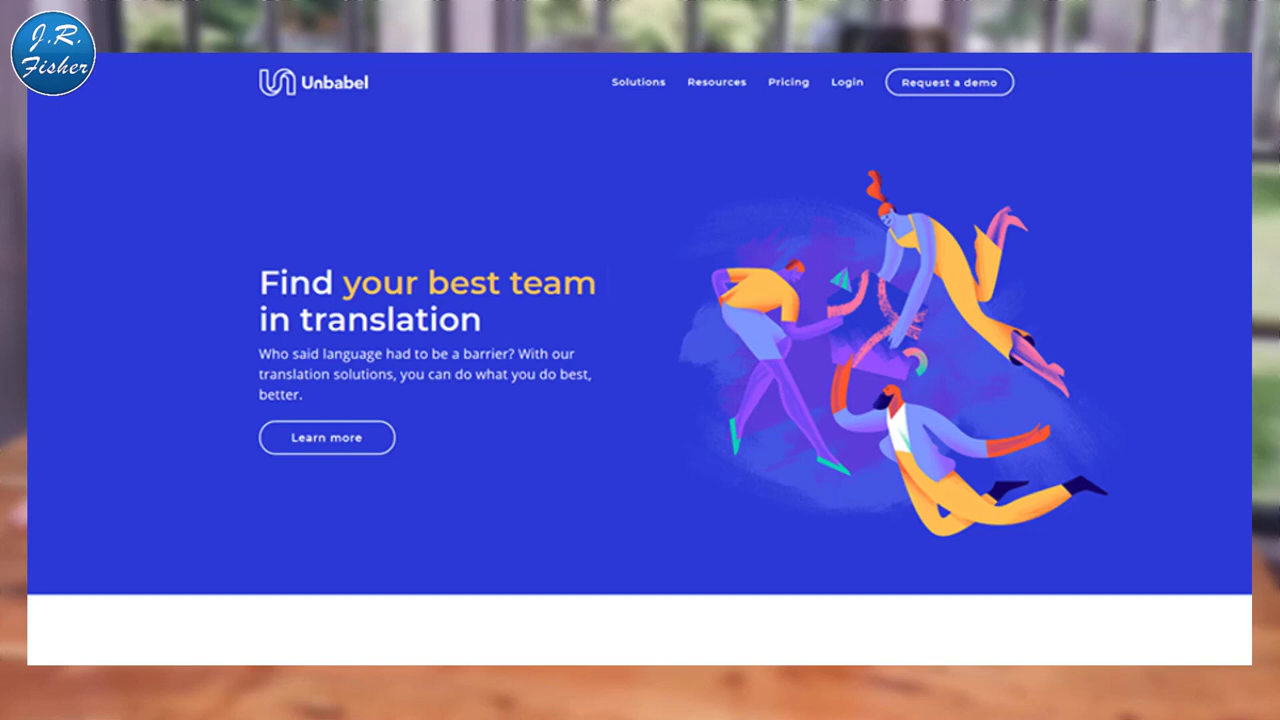 J.R.
Fisher
Unbabel
Solutions Resources Pricing Login Request a demo
Find your best team
in translation
Who said language had to be a barrier? With our
translation solutions, you can do what you do best,
better.
Learn more